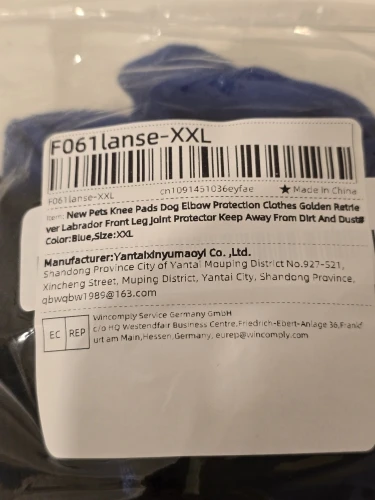 F061lanse-XXL
F061lanse-XXL cn1091451036eyfae ★ Made In China
Item: New Pets Knee Pads Dog Elbow Protection Clothes Golden Retrie
ver Labrador Front Leg Joint Protector Keep Away From Dirt And Dust#
Color:Blue,Size:XXL
Manufacturer:Yantaixinyumaoyi Co. ,Ltd.
Shandong Province City of Yantai Mouping District No.927-521,
Xincheng Street, Muping District, Yantai City, Shandong Province,
qbwqbw1989@163.com
EC REP
Wincomply Service Germany GmbH
c/o HQ Westendfair Business Centre,Friedrich-Ebert-Anlage 36,Frankf
urt am Main,Hessen,Germany, eurep@wincomply.com